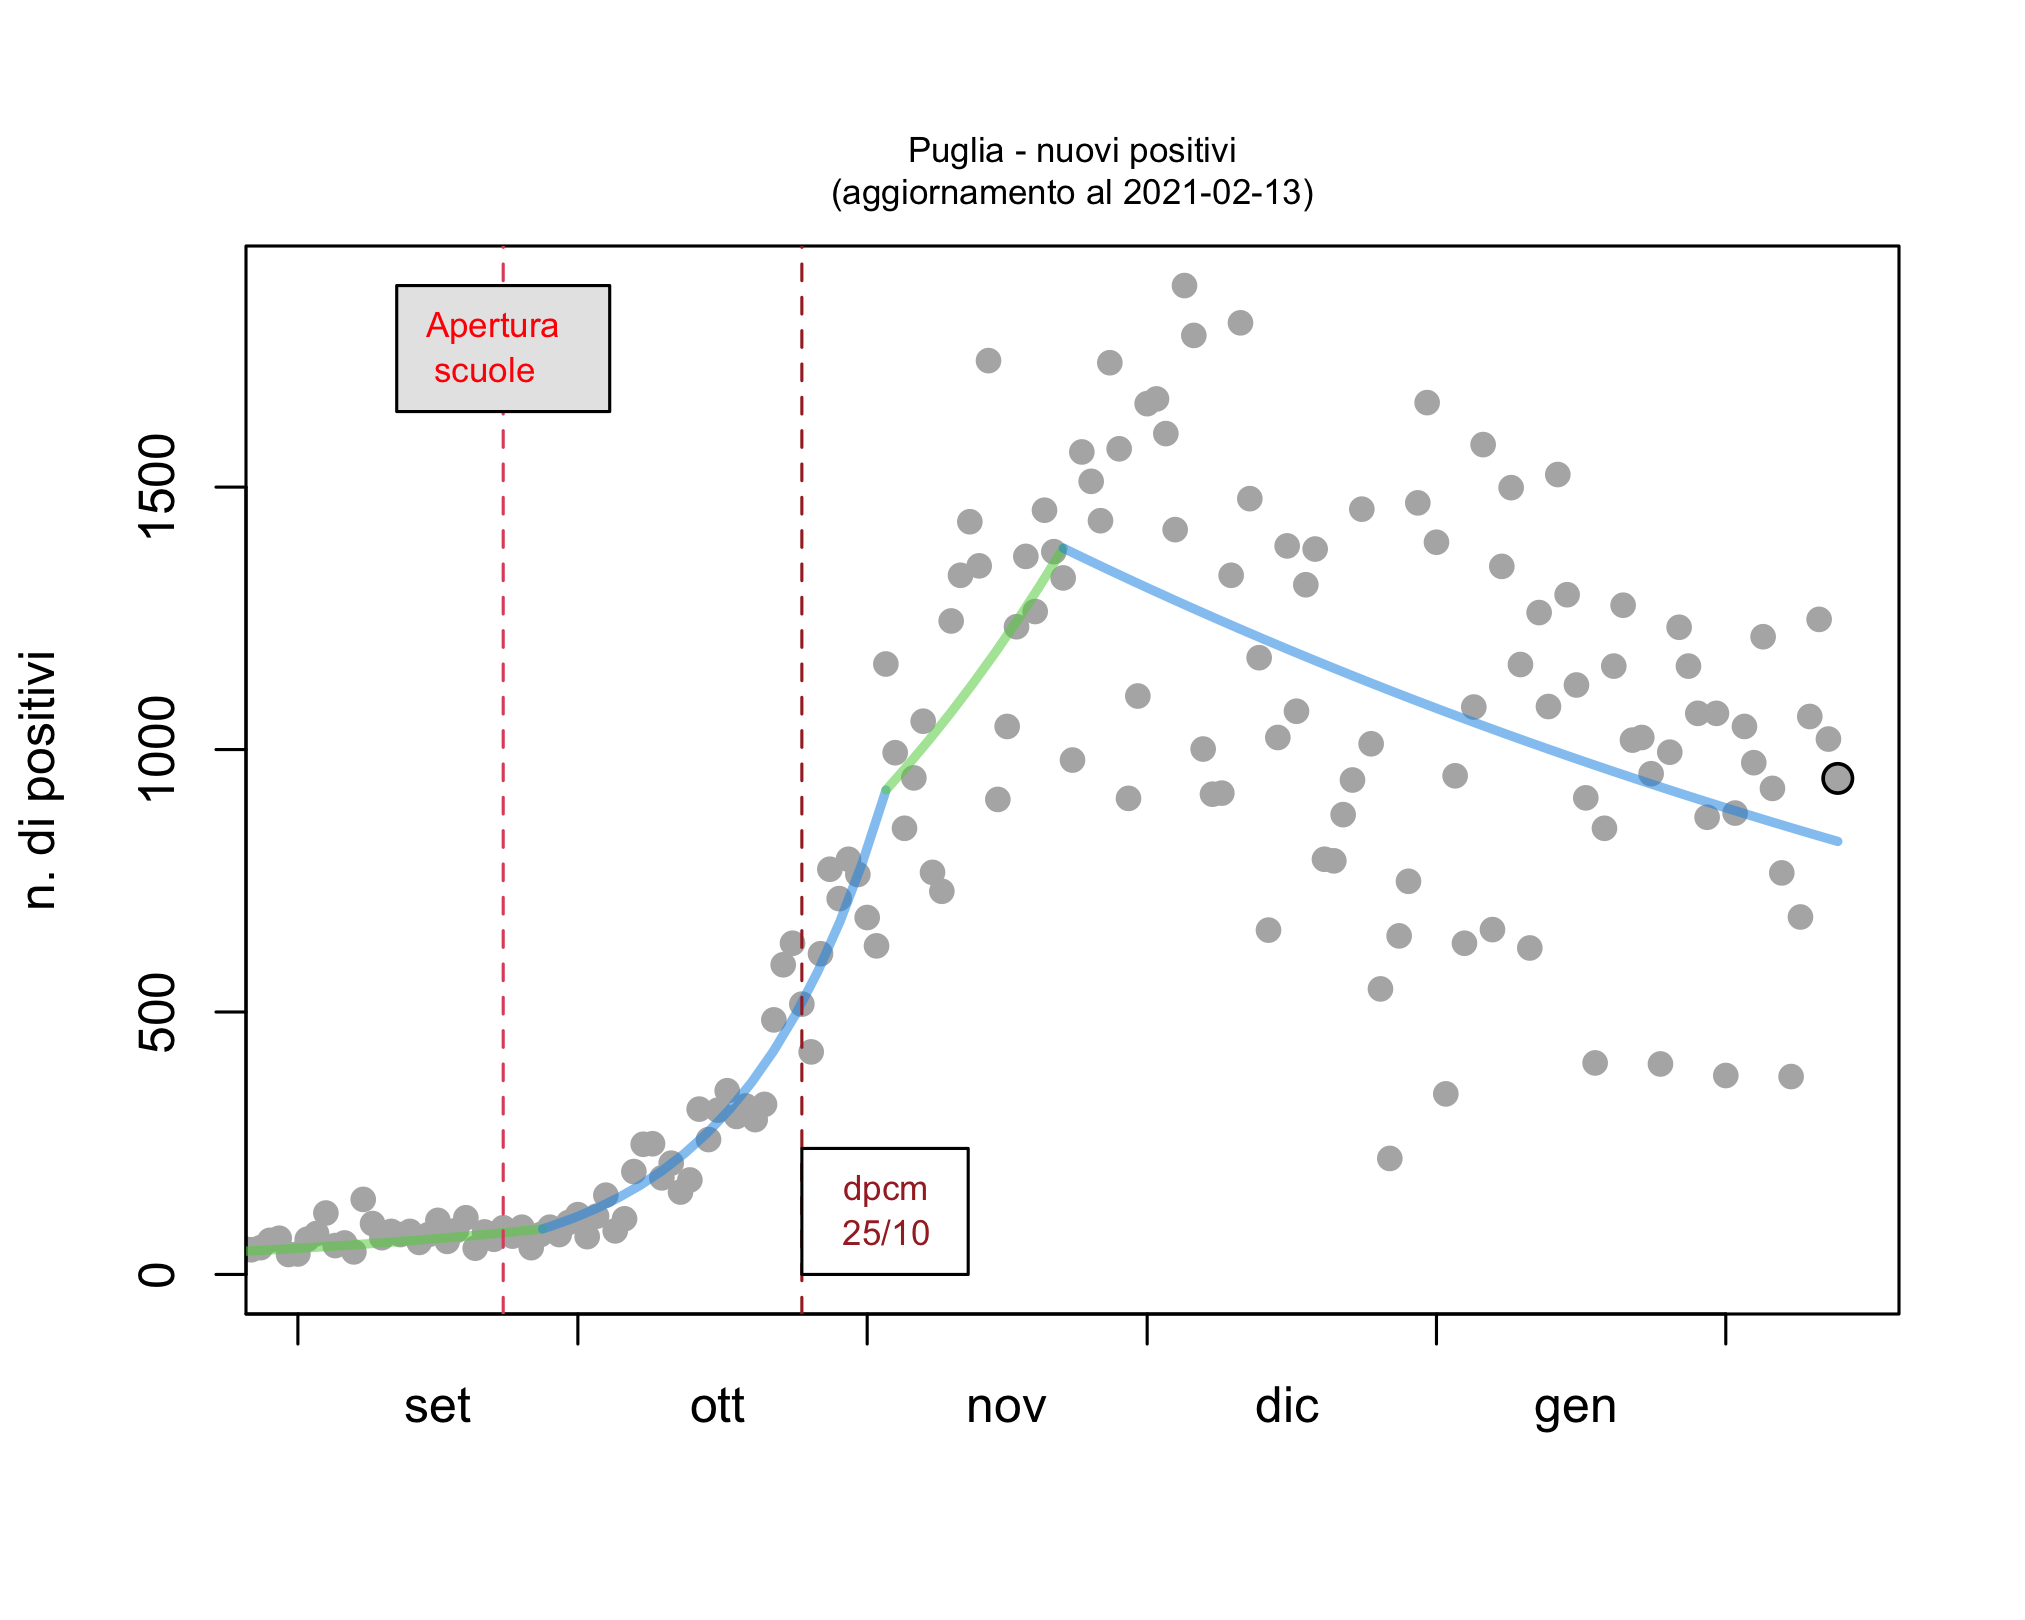 Puglia - nuovi positivi
(aggiornamento al 2021-02-13)
Apertura
scuole
n. di positivi
1500
1000
500
0
dpcm
25/10
set ott nov dic gen